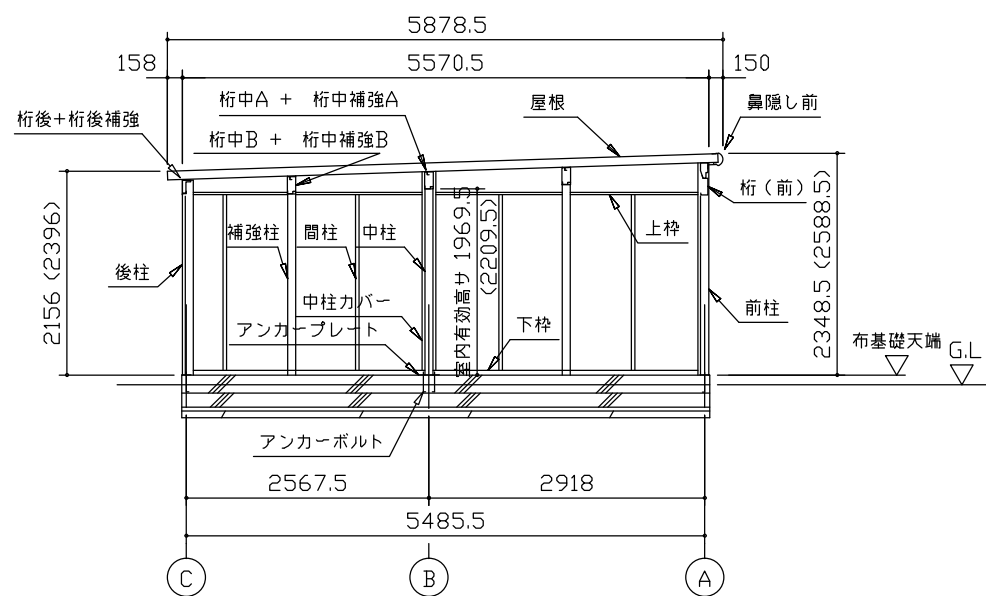 5878.5
158
5570.5
150
桁中A + 桁中補強A
屋根
鼻隠し前
桁後+桁後補強
桁中B + 桁中補強B
桁(前)
上枠
補強柱
間柱
中柱
室内有効高サ 1969.5
(2209.5)
2156 (2396)
後柱
2348.5 (2588.5)
前柱
中柱カバー
アンカープレート
下枠
布基礎天端
G.L
アンカーボルト
2567.5
2918
5485.5
C
B
A